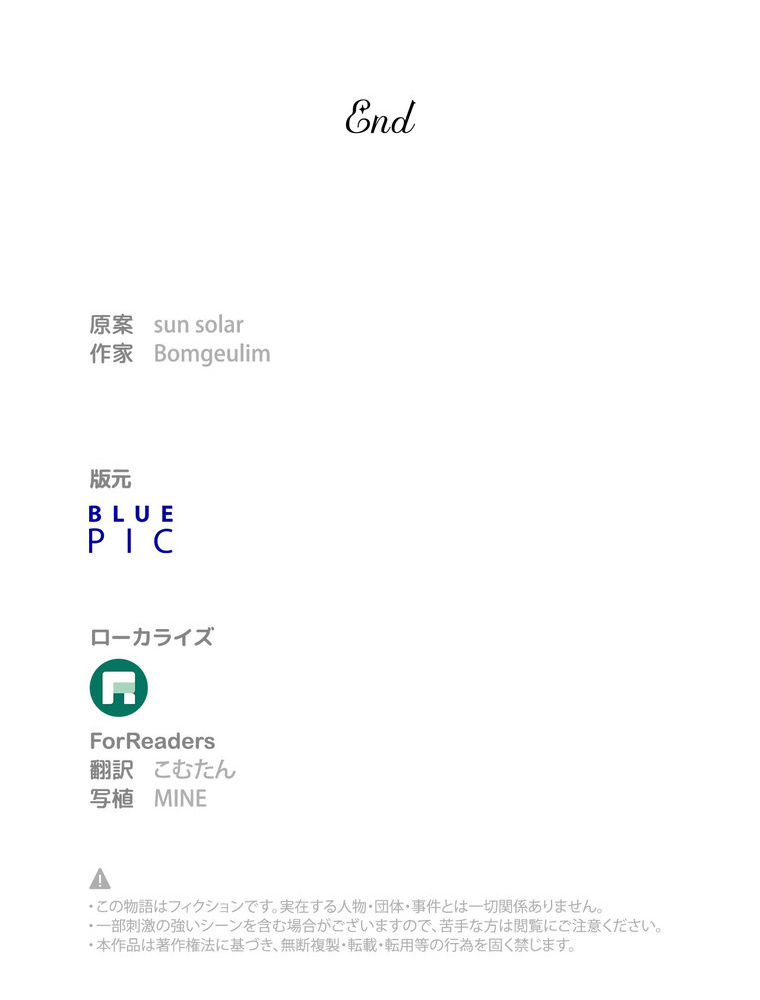 End
原案 sun solar
作家 Bomgeulim
版元
BLUE
PIC
ローカライズ
R
ForReaders
翻訳 こむたん
写植 MINE
・この物語はフィクションです。実在する人物・団体・事件とは一切関係ありません。
・一部刺激の強いシーンを含む場合がございますので、苦手な方は閲覧にご注意ください。
・本作品は著作権法に基づき、無断複製・転載・転用等の行為を固く禁じます。